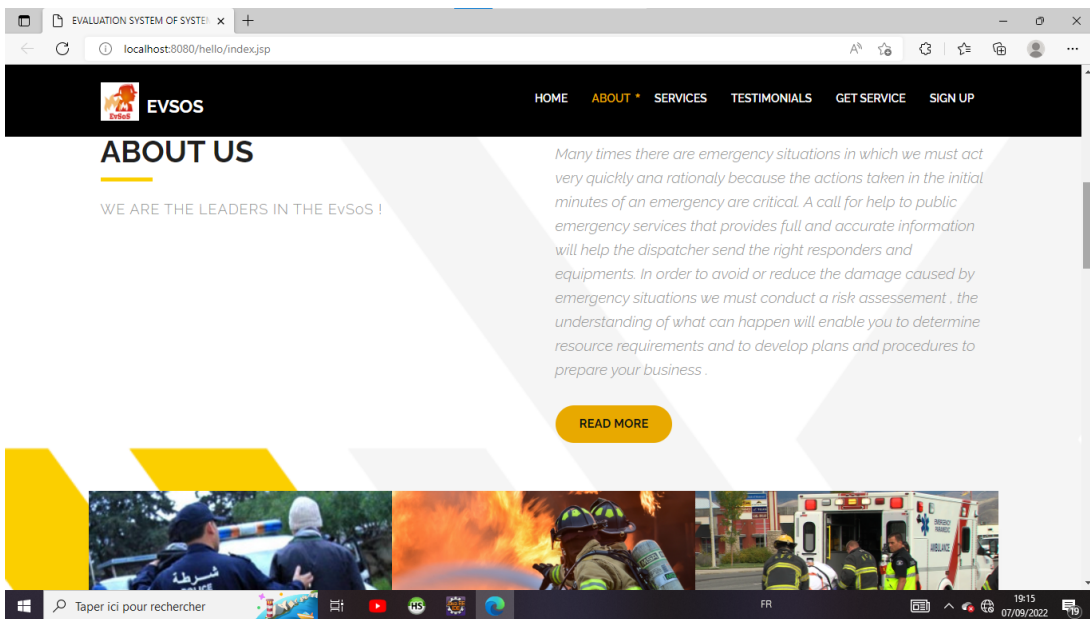 EVALUATION SYSTEM OF SYSTE
localhost:8080/hello/index.jsp
EvSoS
EVSOS
HOME ABOUT * SERVICES TESTIMONIALS GET SERVICE SIGN UP
ABOUT US
WE ARE THE LEADERS IN THE EvSoS !
Many times there are emergency situations in which we must act
very quickly ana rationaly because the actions taken in the initial
minutes of an emergency are critical. A call for help to public
emergency services that provides full and accurate information
will help the dispatcher send the right responders and
equipments. In order to avoid or reduce the damage caused by
emergency situations we must conduct a risk assessement , the
understanding of what can happen will enable you to determine
resource requirements and to develop plans and procedures to
prepare your business .
READ MORE
شرطة
POLICE
AMBULANCE
Taper ici pour rechercher
HS
FR
19:15
07/09/2022
19